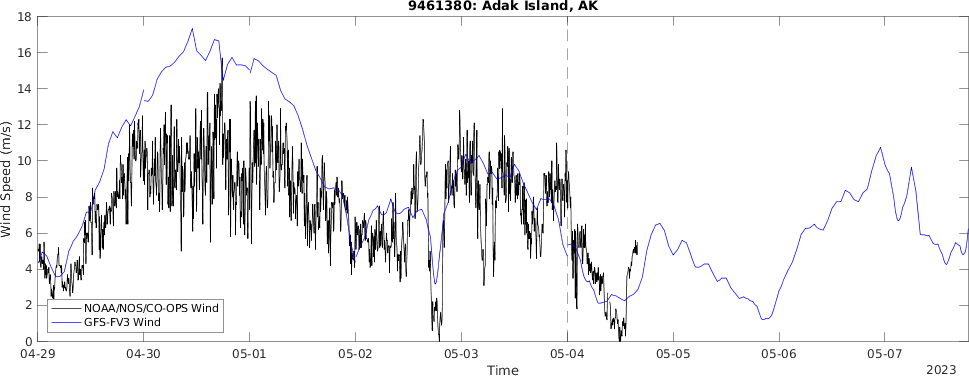 9461380: Adak Island, AK
Wind Speed (m/s)
18
16
14
12
10
8
6
4
2
0
NOAA/NOS/CO-OPS Wind
GFS-FV3 Wind
04-29 04-30 05-01 05-02 05-03 05-04 05-05 05-06 05-07
Time
2023